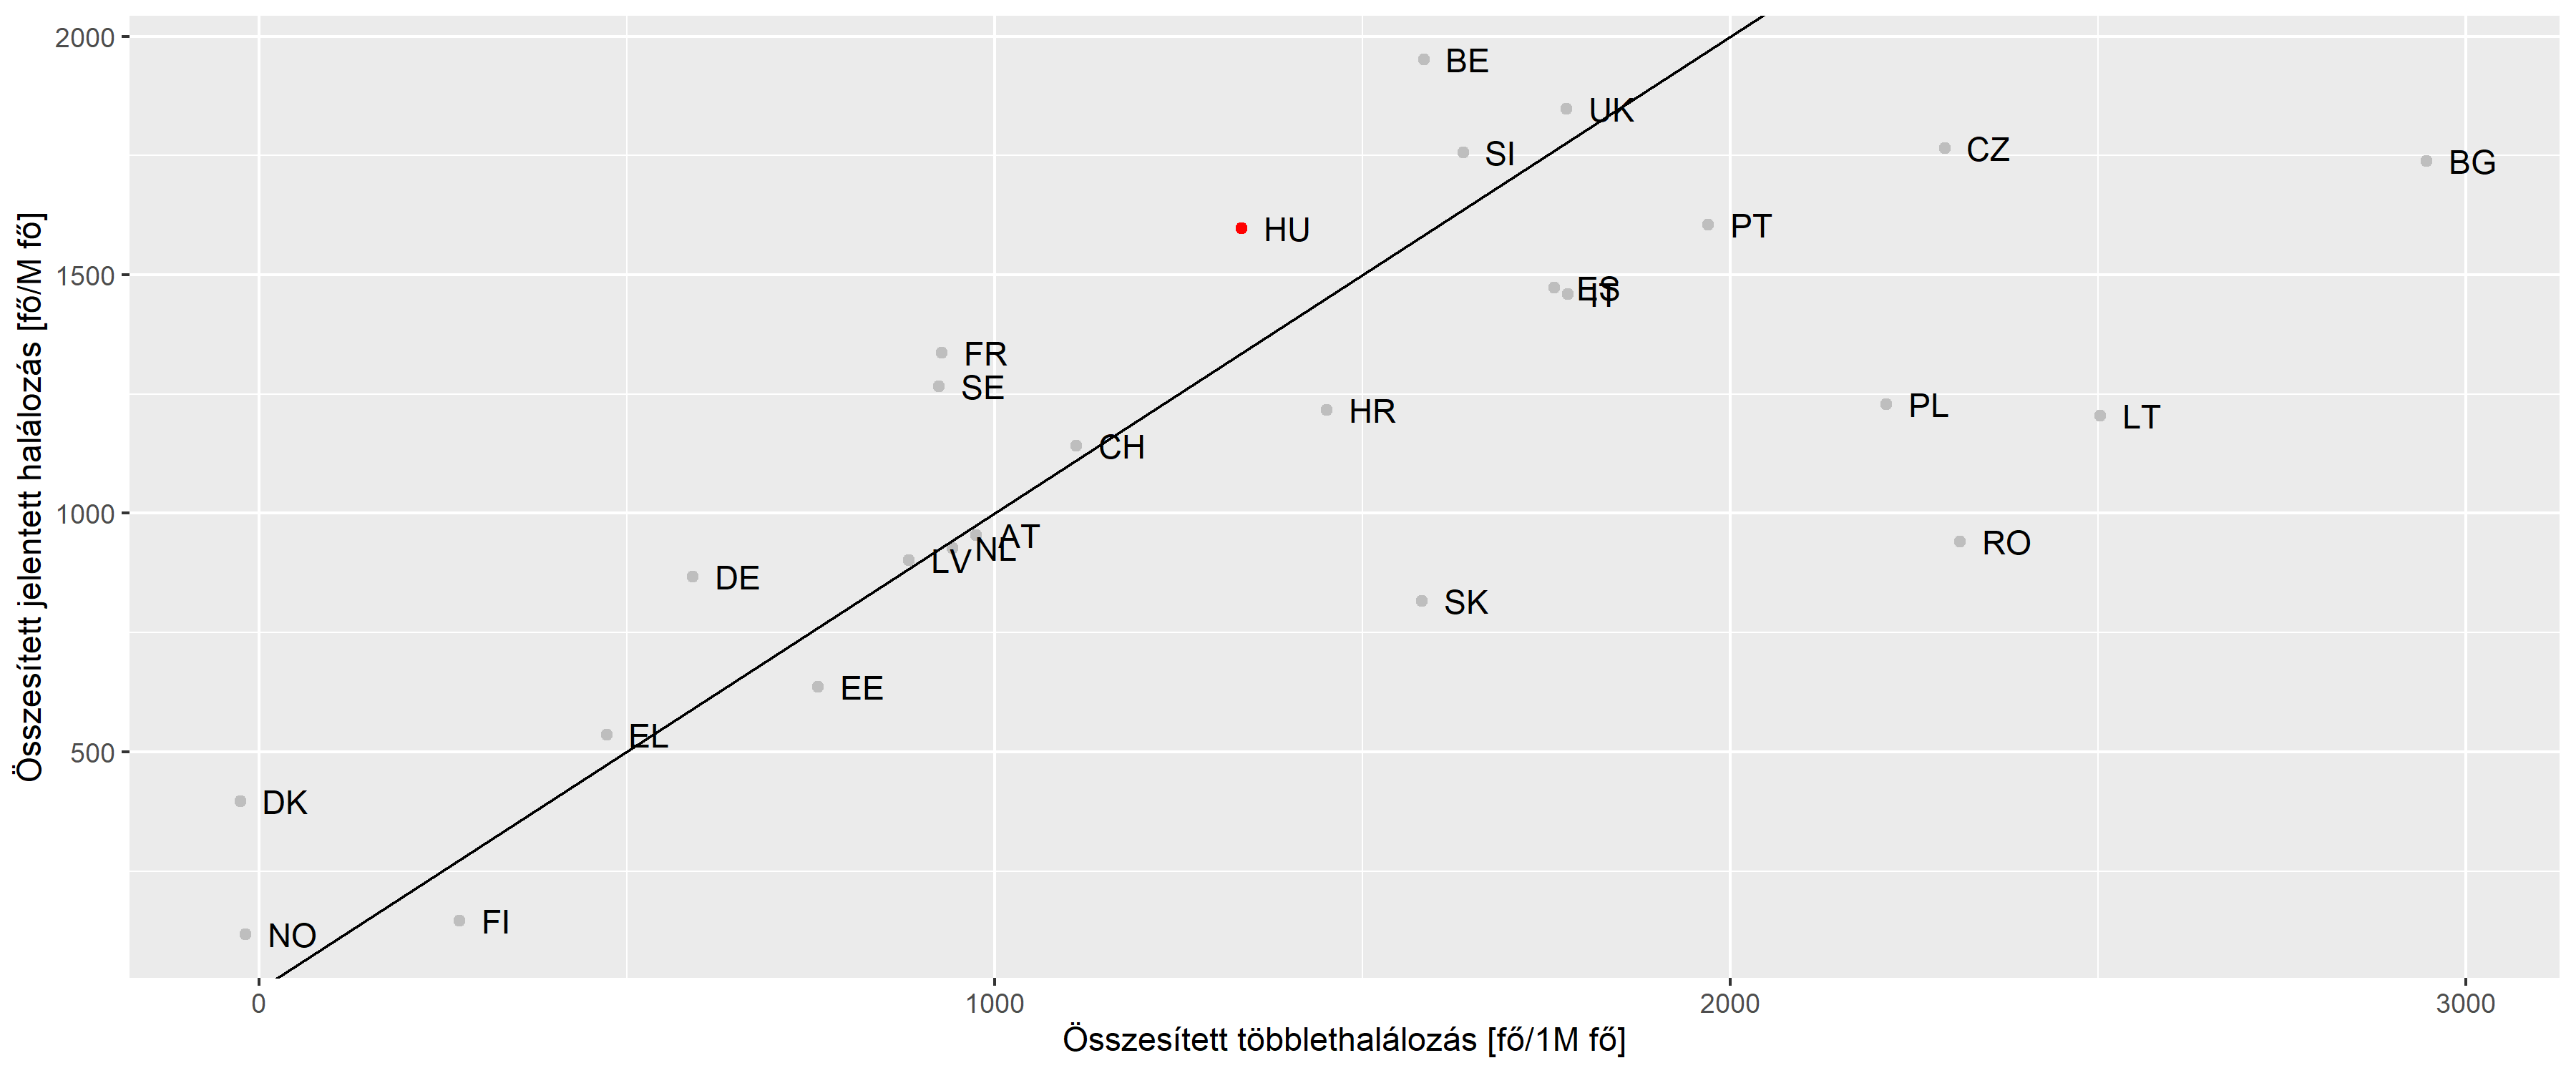 2000
BE
UK
SI
CZ
BG
HU
PT
1500
ES
IT
FR
SE
HR
PL
LT
CH
1000
AT
NL
LV
RO
DE
SK
EE
500
EL
DK
FI
NO
0
1000
2000
3000
Összesített többlethalálozás [fő/1M fő]
Összesített jelentett halálozás [fő/M fő]